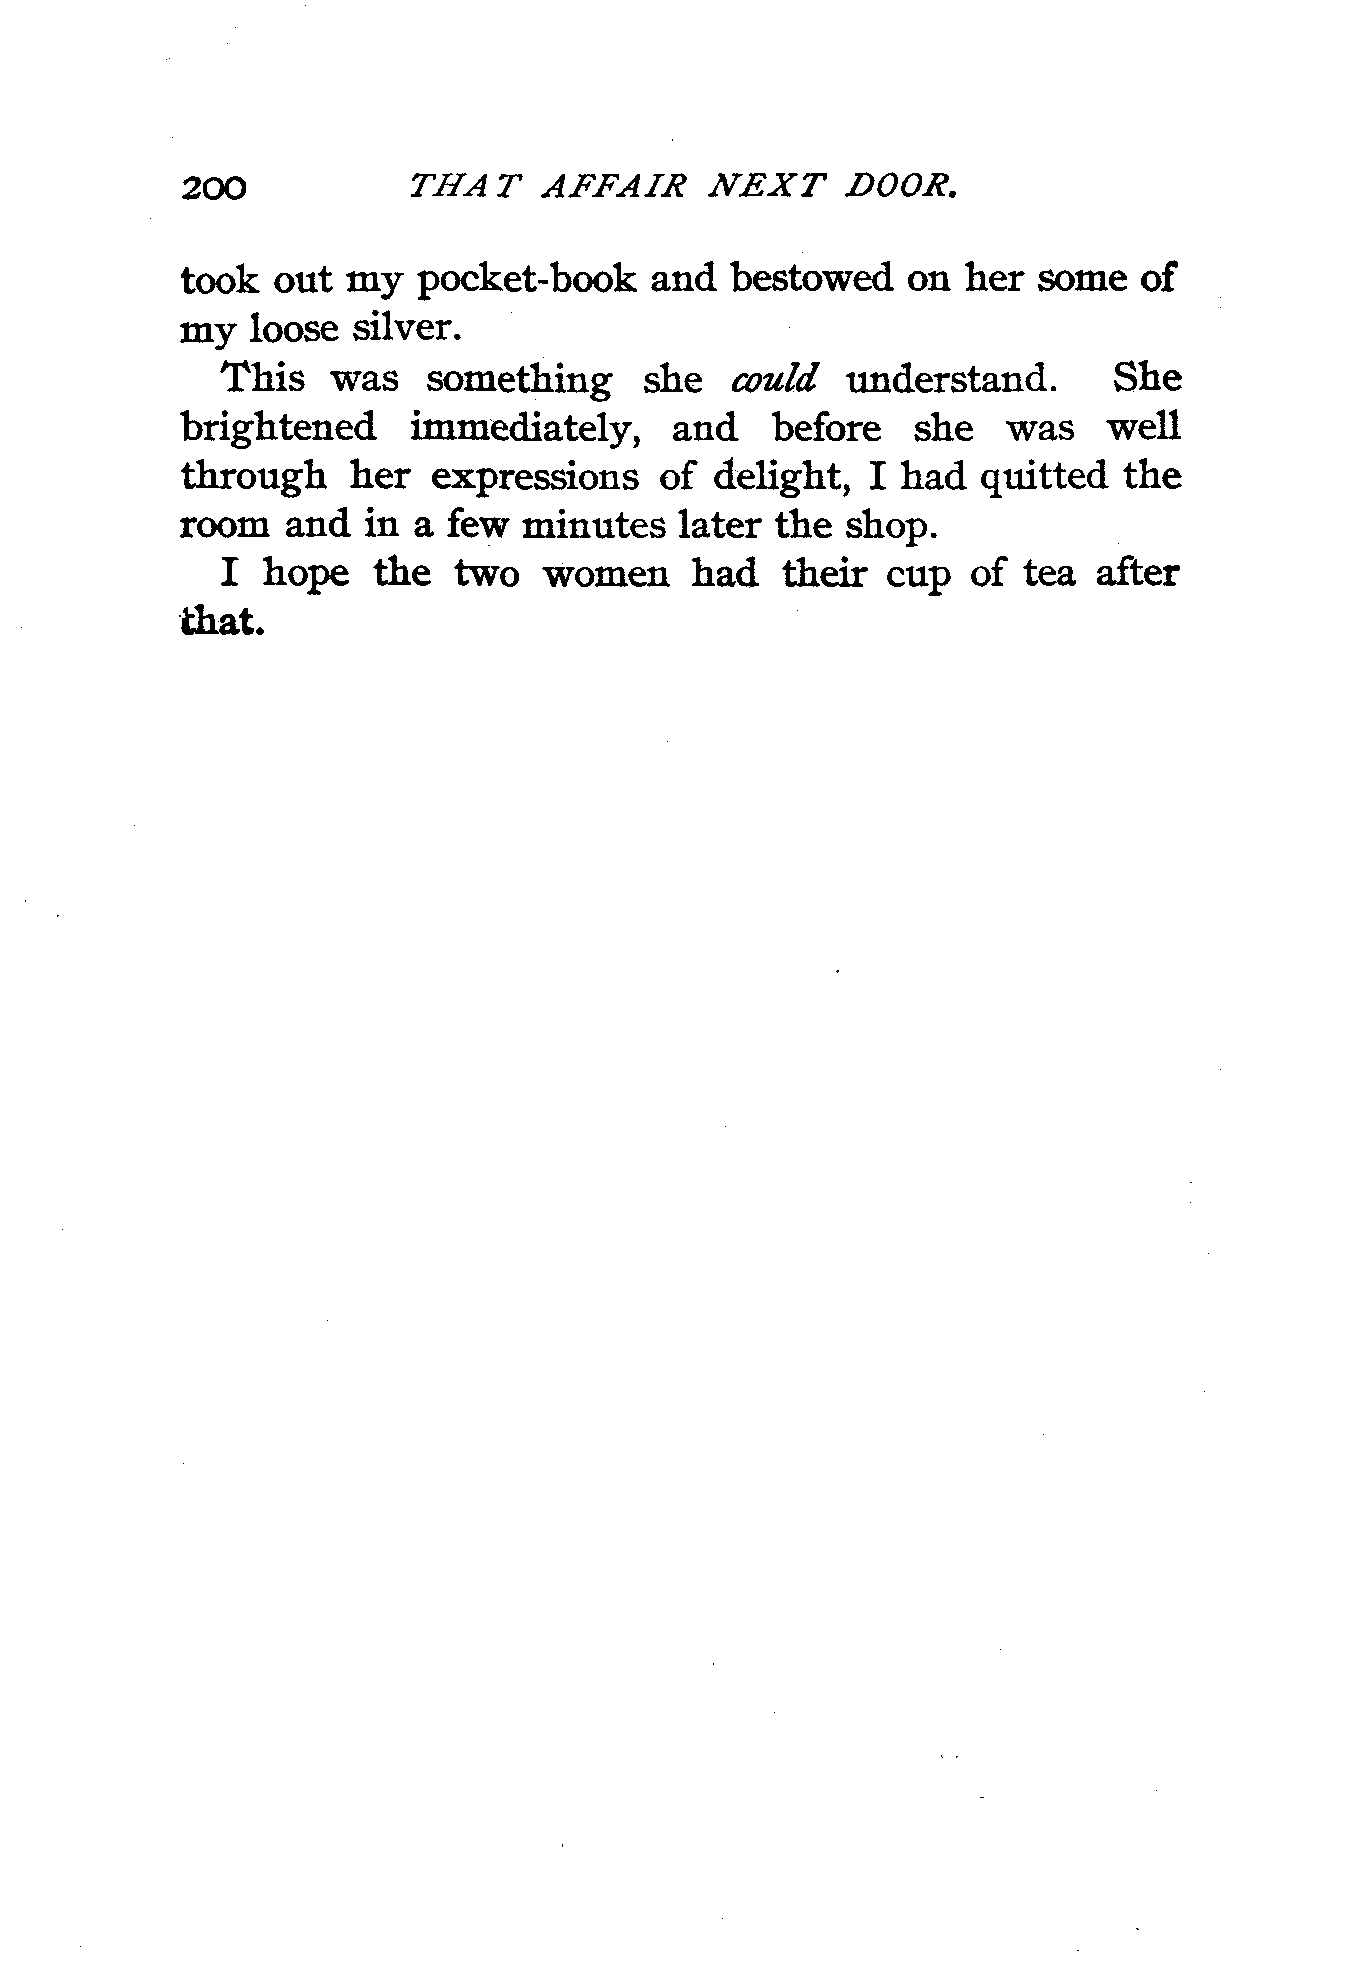 200 THAT AFFAIR NEXT DOOR.
took out my pocket-book and bestowed on her some of
my loose silver.
This was something she could understand. She
brightened immediately, and before she was well
through her expressions of delight, I had quitted the
room and in a few minutes later the shop.
I hope the two women had their cup of tea after
that.